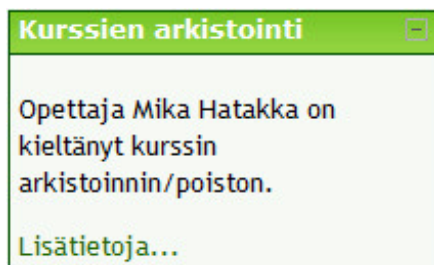 Kurssien arkistointi
Opettaja Mika Hatakka on
kieltänyt kurssin
arkistoinnin/poiston.
Lisätietoja...